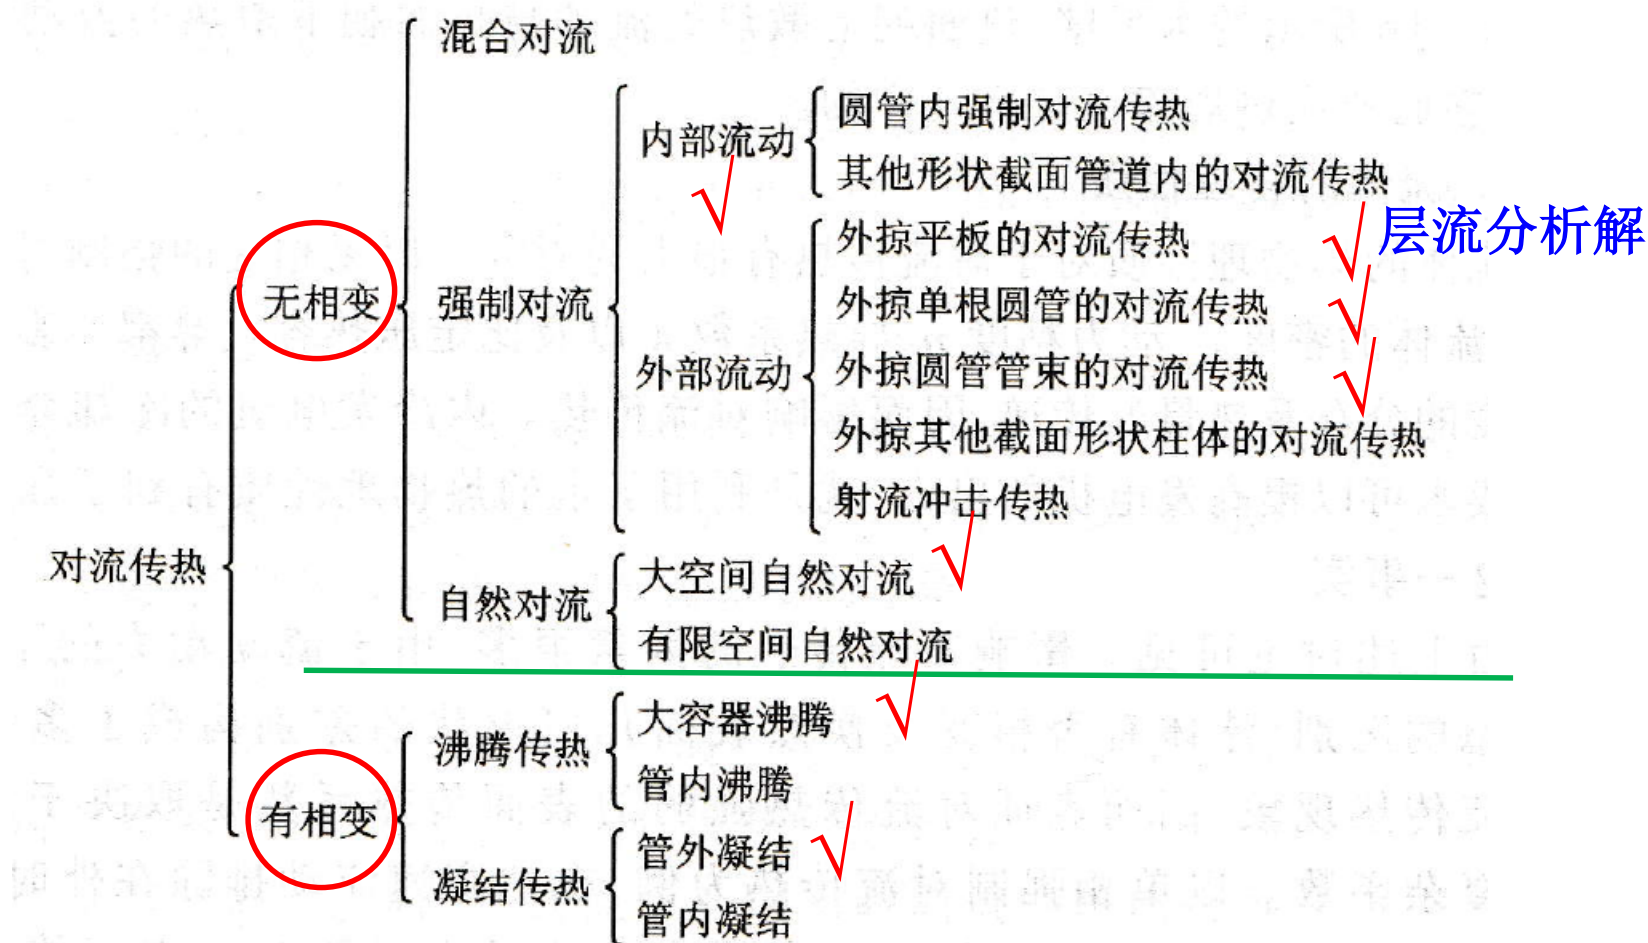 混合对流
内部流动
圆管内强制对流传热
其他形状截面管道内的对流传热
外掠平板的对流传热
层流分析解
无相变
强制对流
外掠单根圆管的对流传热
外部流动
外掠圆管管束的对流传热
外掠其他截面形状柱体的对流传热
射流冲击传热
对流传热
自然对流
大空间自然对流
有限空间自然对流
沸腾传热
大容器沸腾
管内沸腾
有相变
管外凝结
凝结传热
管内凝结